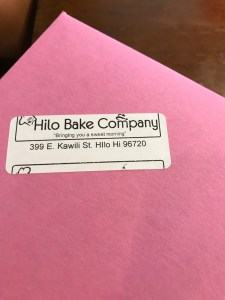 Hilo Bake Company
"Bringing you a sweet morning"
399 E. Kawili St. HIlo Hi 96720